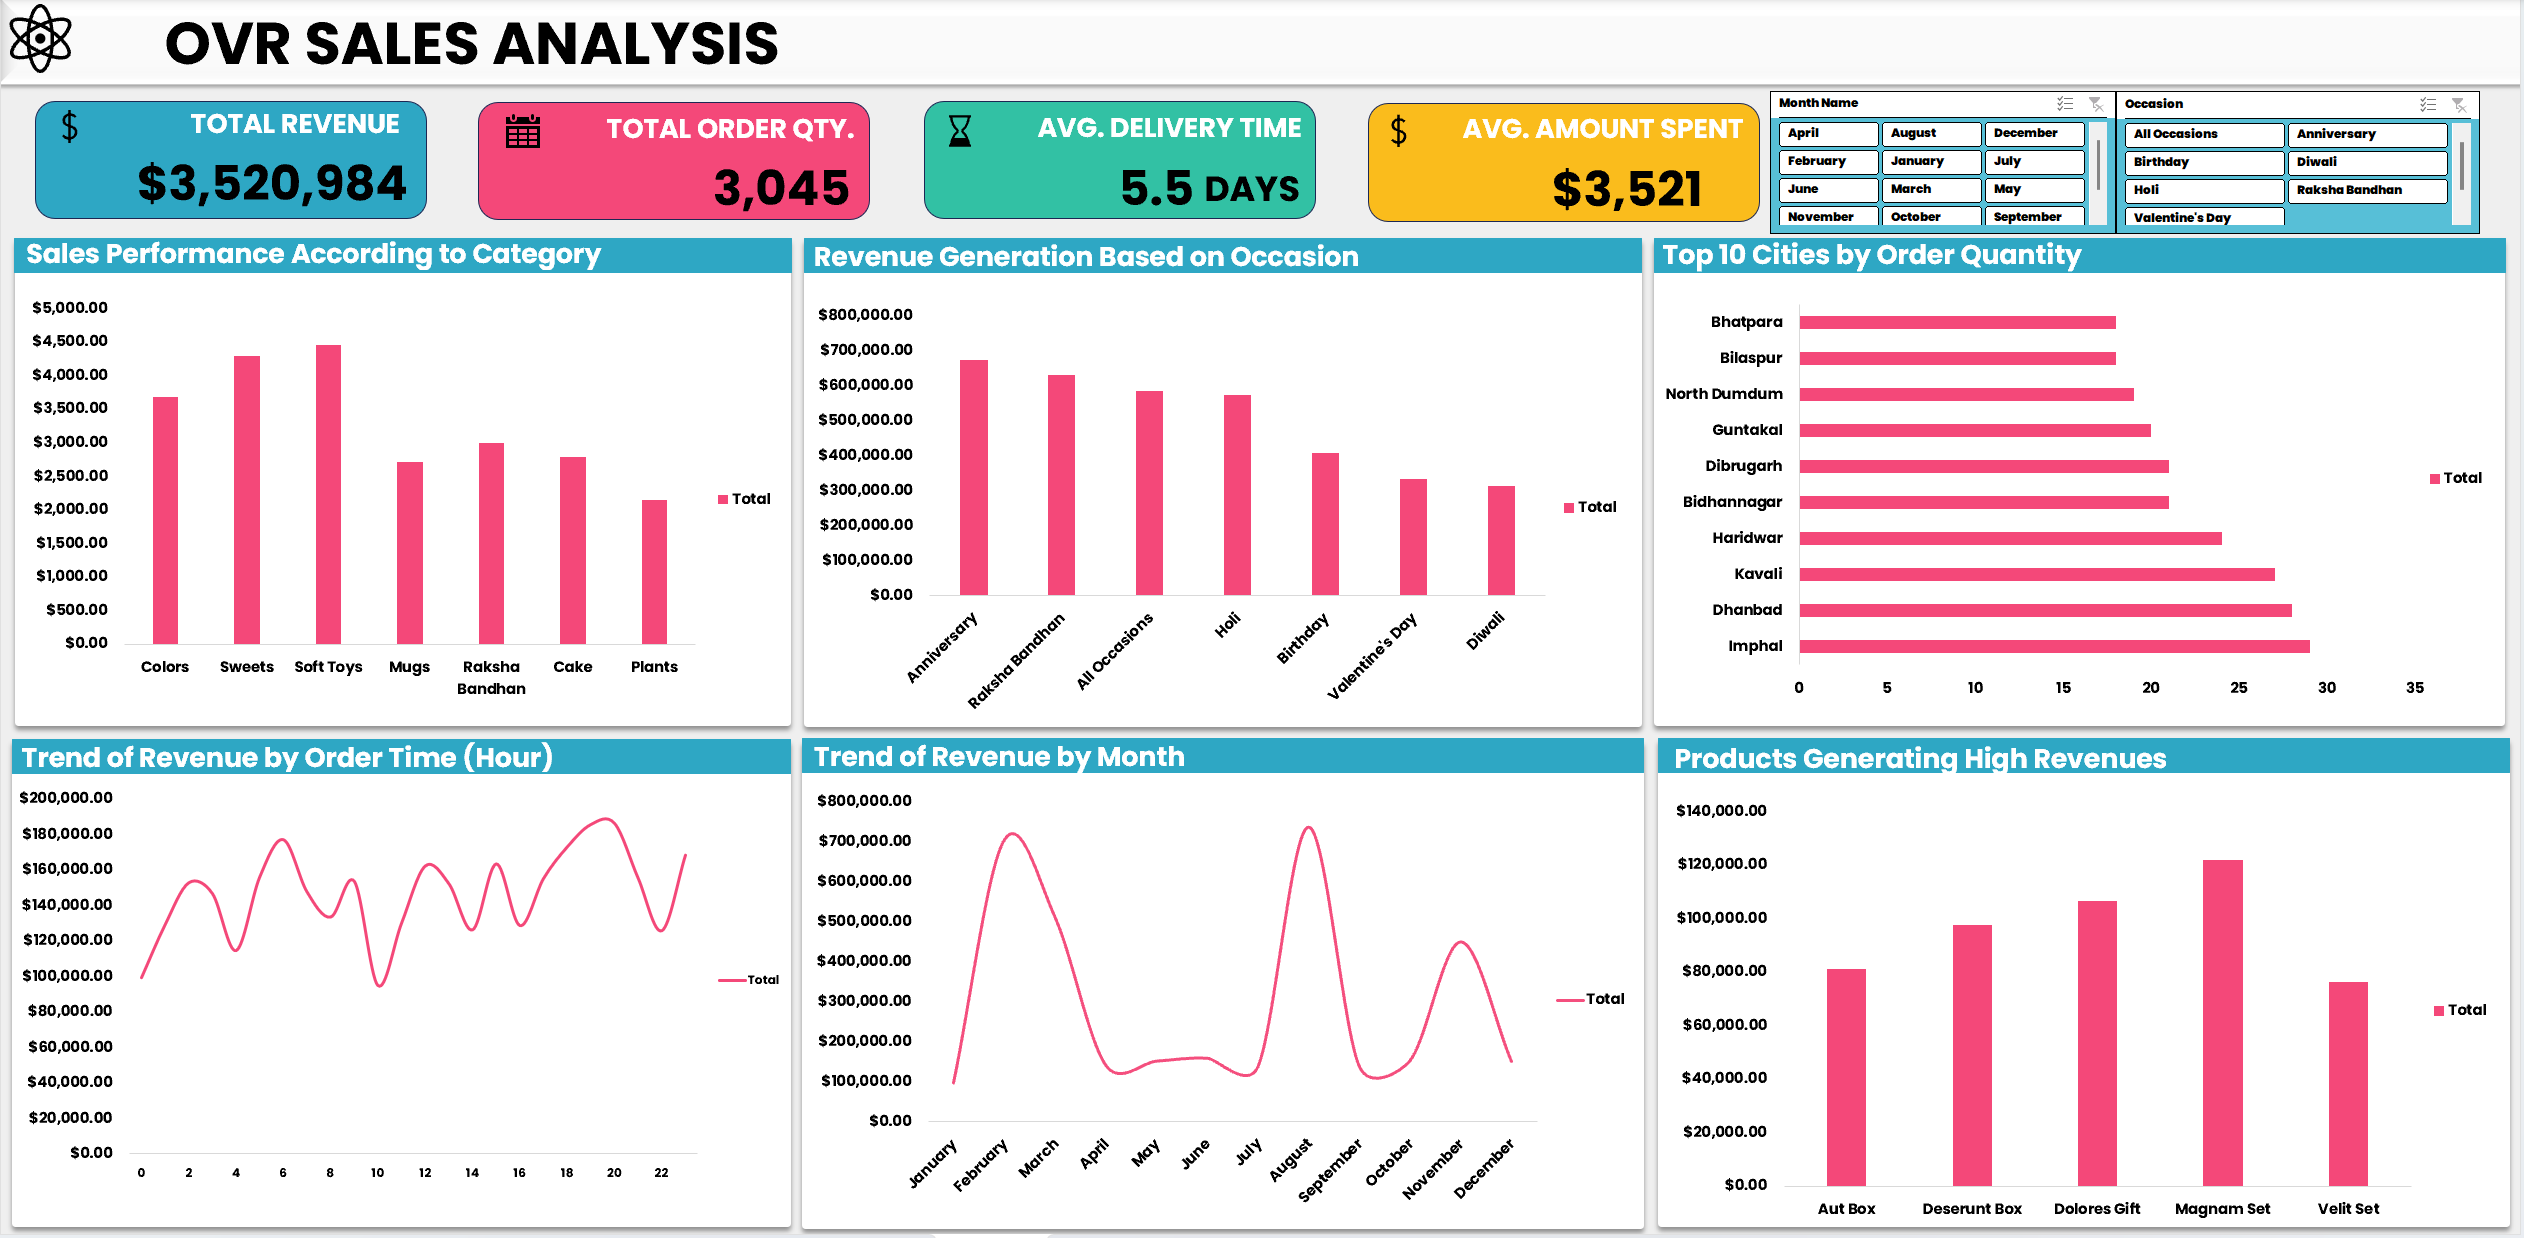 OVR SALES ANALYSIS
$ TOTAL REVENUE
$3,520,984
TOTAL ORDER QTY.
3,045
AVG. DELIVERY TIME
5.5 DAYS
$ AVG. AMOUNT SPENT
$3,521
Month Name
April August December
February January July
June March May
November October September
Occasion
All Occasions Anniversary
Birthday Diwali
Holi Raksha Bandhan
Valentine's Day
Sales Performance According to Category
$5,000.00
$4,500.00
$4,000.00
$3,500.00
$3,000.00
$2,500.00
$2,000.00
$1,500.00
$1,000.00
$500.00
$0.00
Colors Sweets Soft Toys Mugs Raksha Bandhan Cake Plants
Total
Revenue Generation Based on Occasion
$800,000.00
$700,000.00
$600,000.00
$500,000.00
$400,000.00
$300,000.00
$200,000.00
$100,000.00
$0.00
Anniversary Raksha Bandhan All Occasions Holi Birthday Valentine's Day Diwali
Total
Top 10 Cities by Order Quantity
Bhatpara
Bilaspur
North Dumdum
Guntakal
Dibrugarh
Bidhannagar
Haridwar
Kavali
Dhanbad
Imphal
0 5 10 15 20 25 30 35
Total
Trend of Revenue by Order Time (Hour)
$200,000.00
$180,000.00
$160,000.00
$140,000.00
$120,000.00
$100,000.00
$80,000.00
$60,000.00
$40,000.00
$20,000.00
$0.00
0 2 4 6 8 10 12 14 16 18 20 22
Total
Trend of Revenue by Month
$800,000.00
$700,000.00
$600,000.00
$500,000.00
$400,000.00
$300,000.00
$200,000.00
$100,000.00
$0.00
January February March April May June July August September October November December
Total
Products Generating High Revenues
$140,000.00
$120,000.00
$100,000.00
$80,000.00
$60,000.00
$40,000.00
$20,000.00
$0.00
Aut Box Deserunt Box Dolores Gift Magnam Set Velit Set
Total